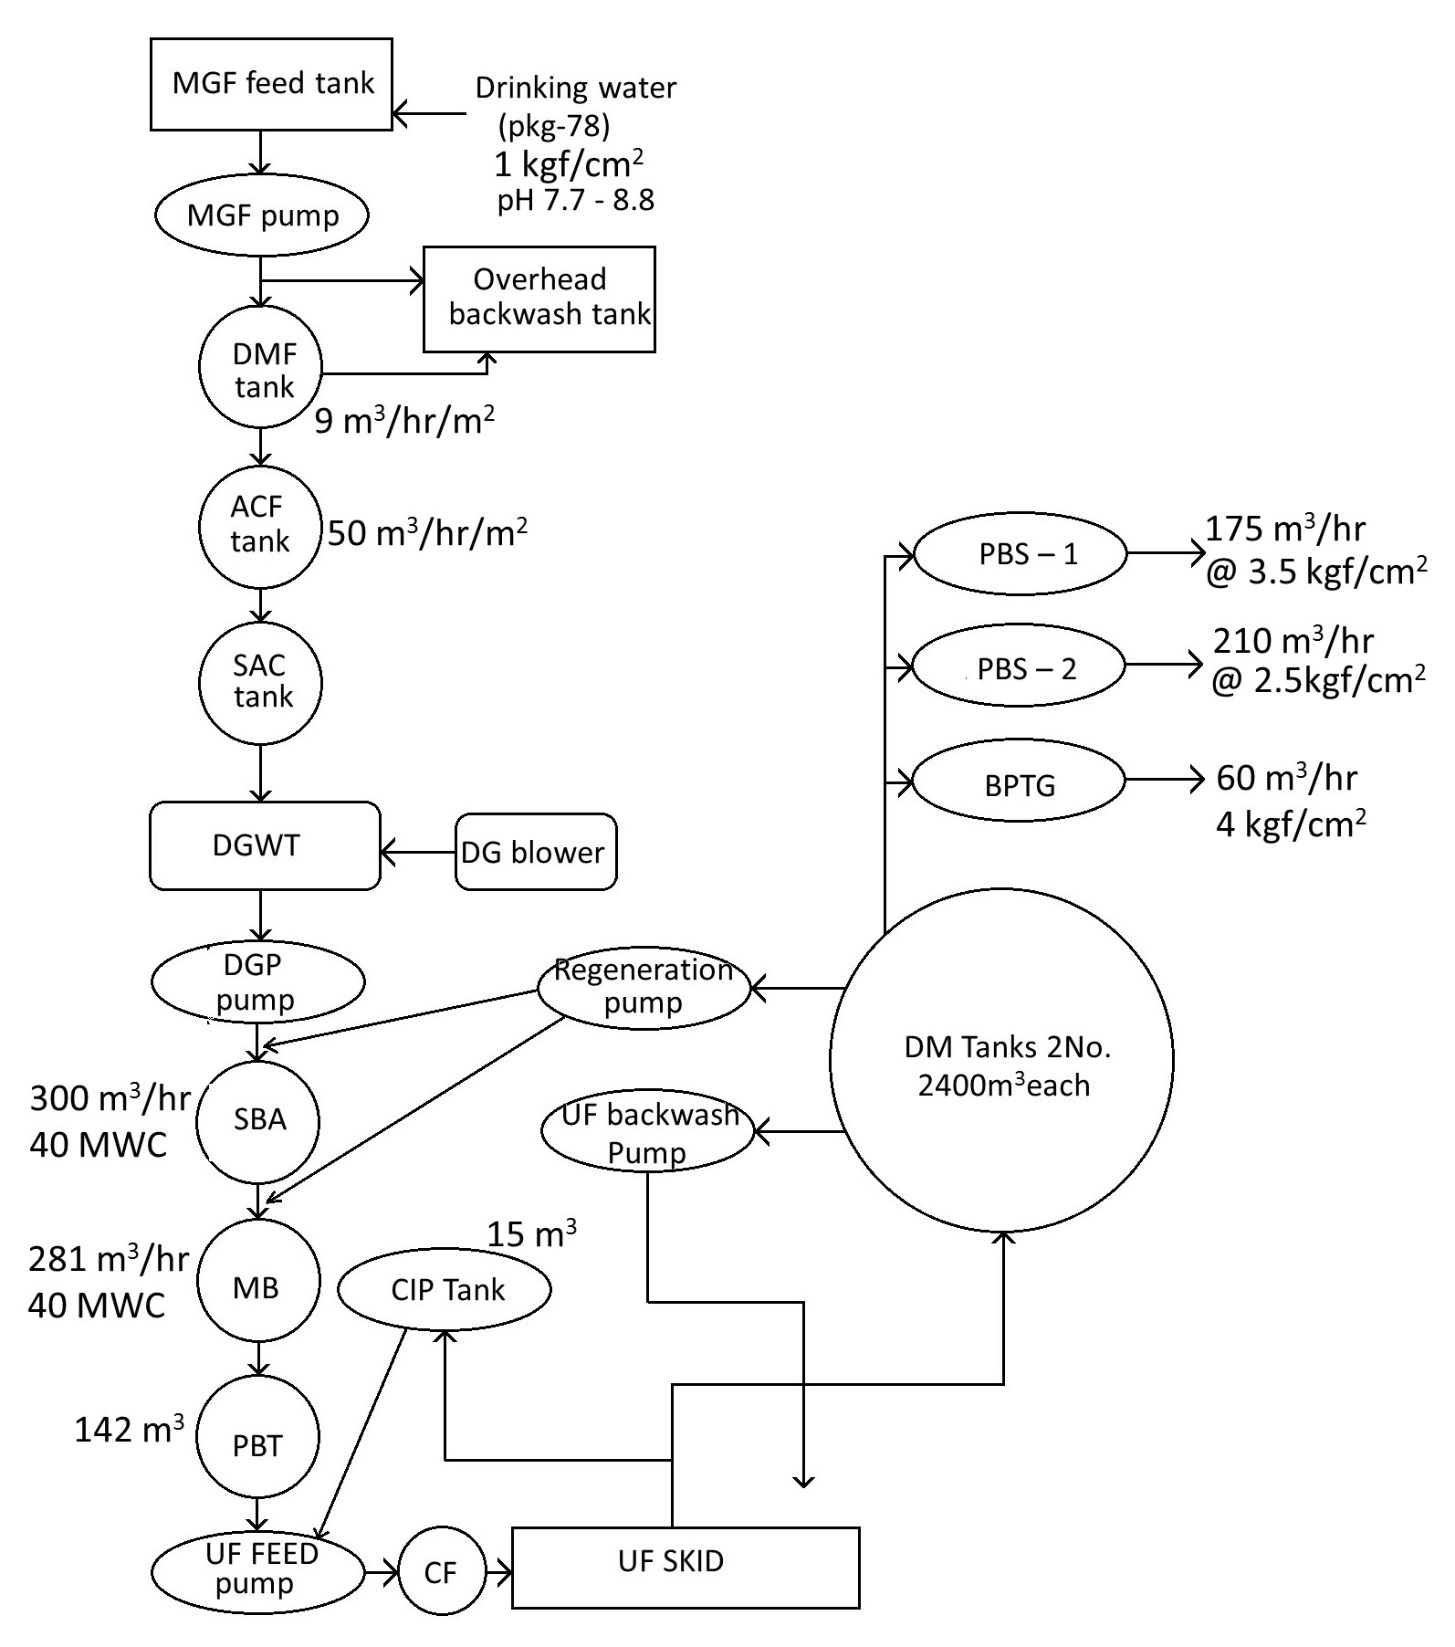 MGF feed tank
Drinking water
(pkg-78)
1 kgf/cm²
pH 7.7 - 8.8
MGF pump
Overhead
backwash tank
DMF
tank
9 m³/hr/m²
ACF
tank
50 m³/hr/m²
SAC
tank
DGWT
DG blower
DGP
pump
Regeneration
pump
SBA
300 m³/hr
40 MWC
MB
281 m³/hr
40 MWC
PBT
142 m³
UF FEED
pump
CF
UF SKID
CIP Tank
15 m³
UF backwash
Pump
DM Tanks 2No.
2400m³each
PBS – 1
175 m³/hr
@ 3.5 kgf/cm²
PBS – 2
210 m³/hr
@ 2.5kgf/cm²
BPTG
60 m³/hr
4 kgf/cm²